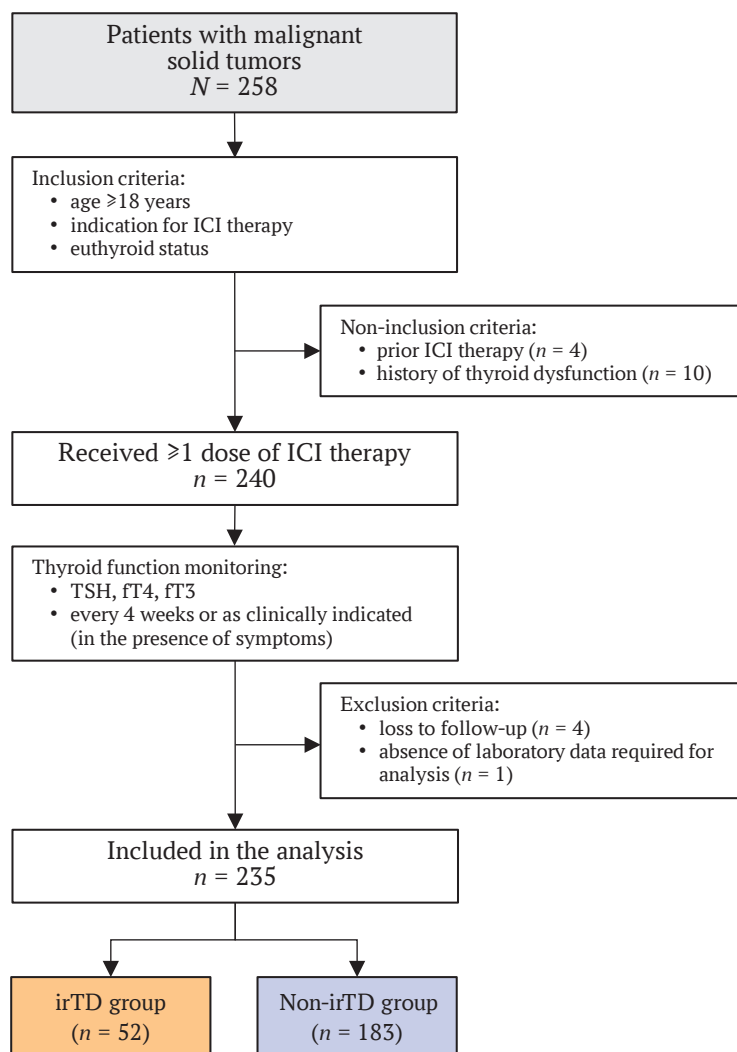 Patients with malignant
solid tumors
N = 258
Inclusion criteria:
• age ⩾18 years
• indication for ICI therapy
• euthyroid status
Non-inclusion criteria:
• prior ICI therapy (n = 4)
• history of thyroid dysfunction (n = 10)
Received ⩾1 dose of ICI therapy
n = 240
Thyroid function monitoring:
• TSH, fT4, fT3
• every 4 weeks or as clinically indicated
(in the presence of symptoms)
Exclusion criteria:
• loss to follow-up (n = 4)
• absence of laboratory data required for
analysis (n = 1)
Included in the analysis
n = 235
irTD group
(n = 52)
Non-irTD group
(n = 183)